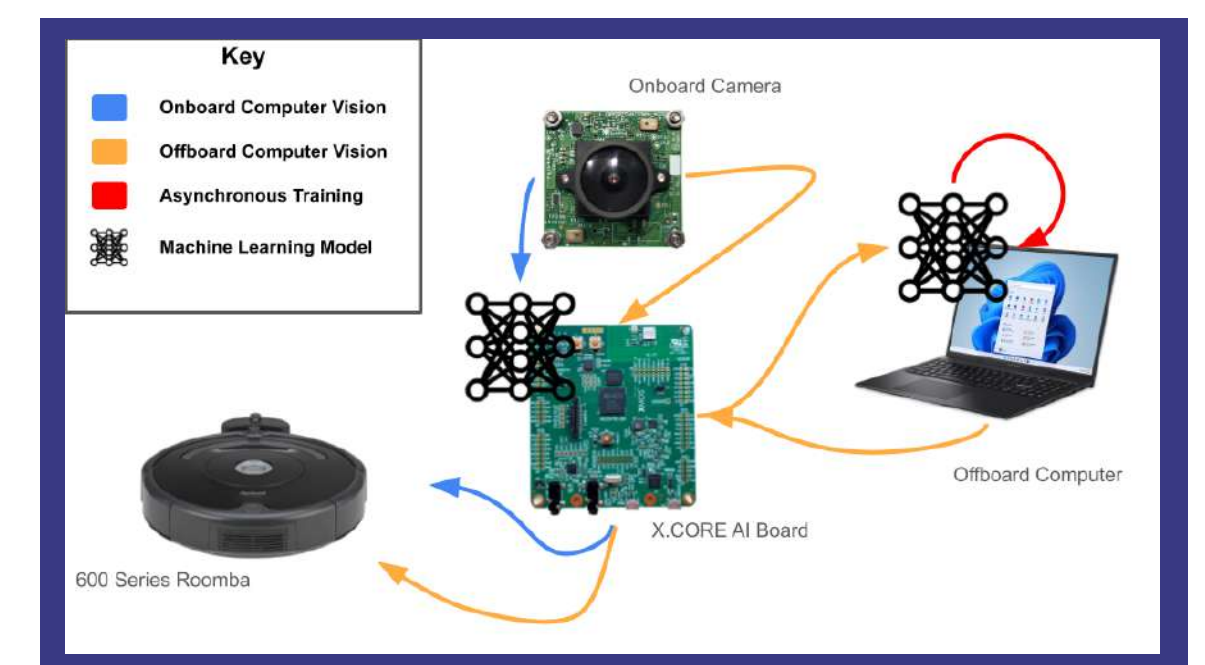 Key
Onboard Computer Vision
Offboard Computer Vision
Asynchronous Training
Machine Learning Model
Onboard Camera
Offboard Computer
X.CORE AI Board
600 Series Roomba